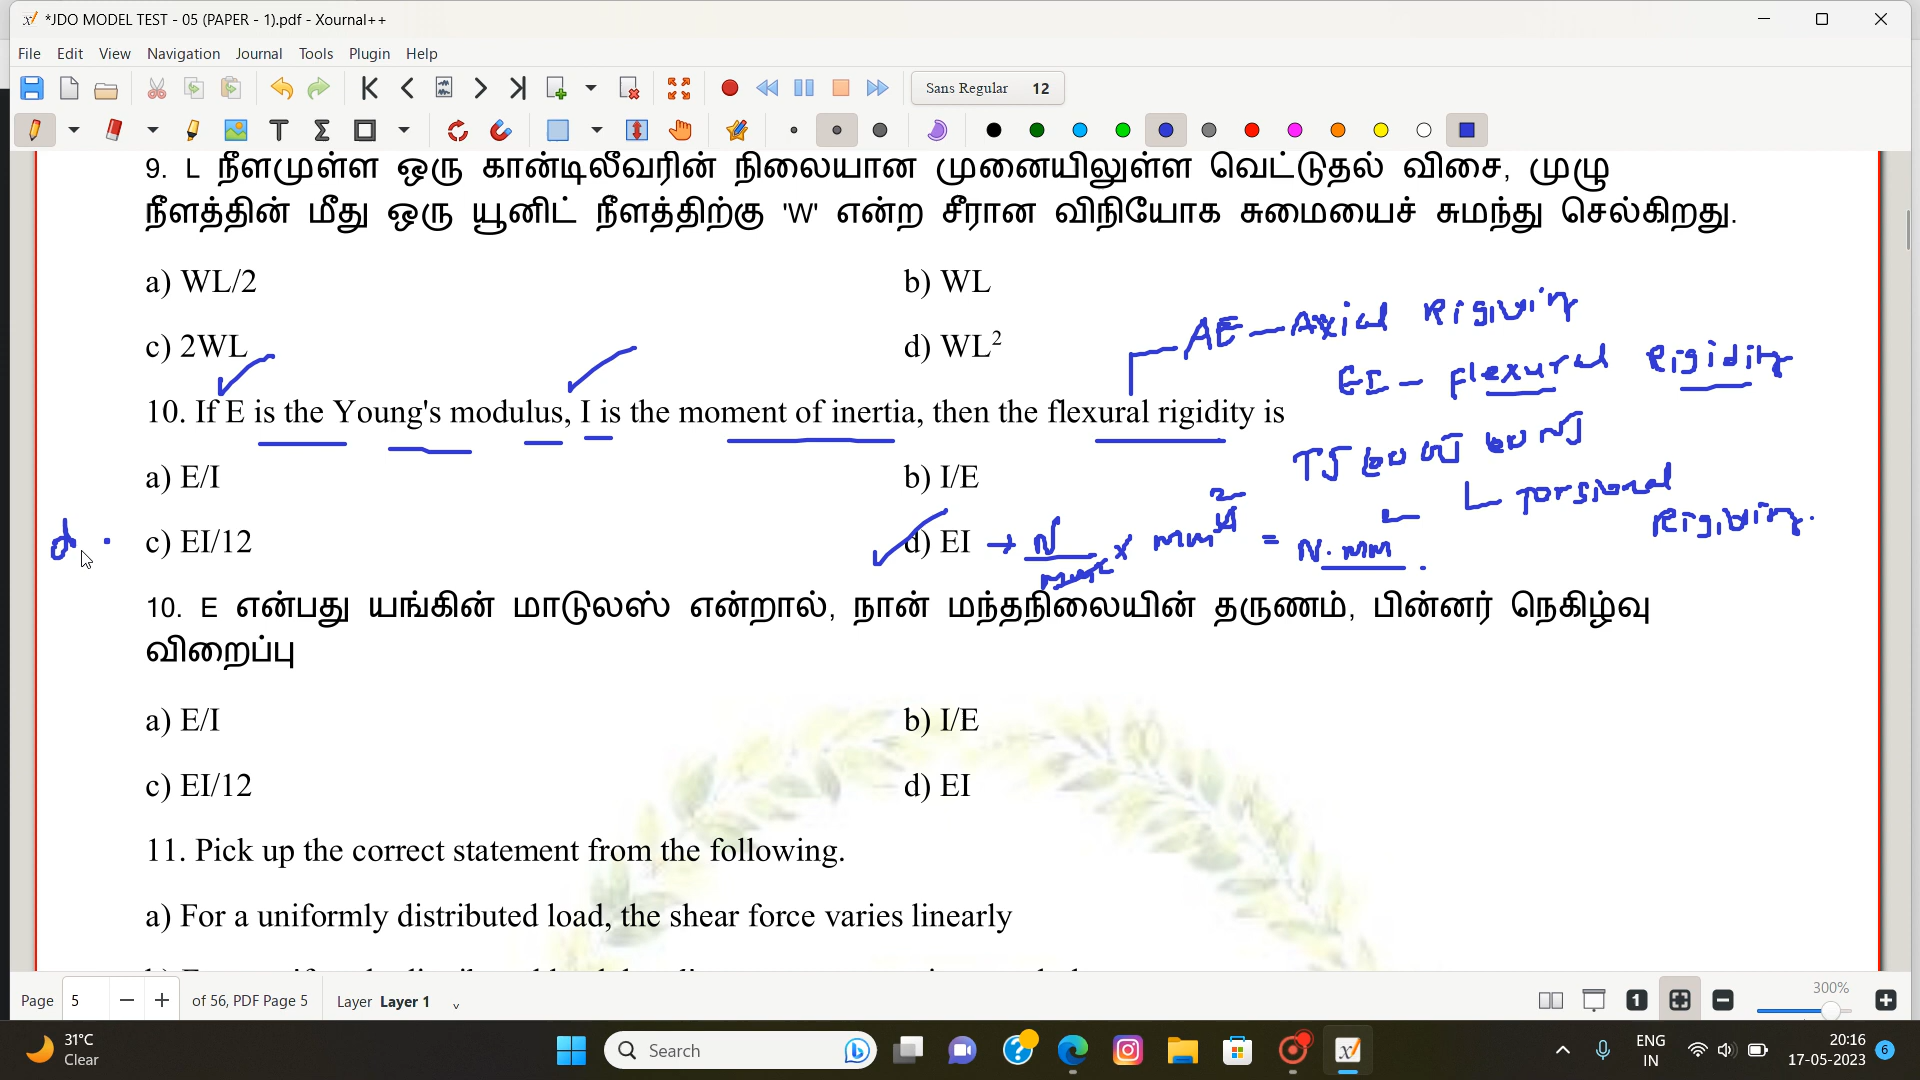 *JDO MODEL TEST - 05 (PAPER - 1).pdf - Xournal++
File Edit View Navigation Journal Tools Plugin Help
Sans Regular 12
9. L நீளமுள்ள ஒரு கான்டிலீவரின் நிலையான முனையிலுள்ள வெட்டுதல் விசை, முழு
நீளத்தின் மீது ஒரு யூனிட் நீளத்திற்கு 'W' என்ற சீரான விநியோக சுமையைச் சுமந்து செல்கிறது.
a) WL/2 b) WL
AE - Axial
c) 2WL d) WL²
EI - Flexural Rigidity
10. If E is the Young's modulus, I is the moment of inertia, then the flexural rigidity is
a) E/I b) I/E
Torsional
d. c) EI/12 d) EI → N × mm = N.mm
10. E என்பது யங்கின் மாடுலஸ் என்றால், நான் மந்தநிலையின் தருணம், பின்னர் நெகிழ்வு
விறைப்பு
a) E/I b) I/E
c) EI/12 d) EI
11. Pick up the correct statement from the following.
a) For a uniformly distributed load, the shear force varies linearly
Page 5 of 56, PDF Page 5 Layer Layer 1 300%
31°C
Clear
Search
ENG
IN
20:16
17-05-2023
6